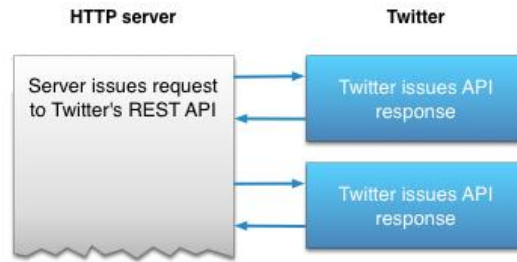 HTTP server
Twitter
Server issues request
to Twitter's REST API
Twitter issues API
response
Twitter issues API
response